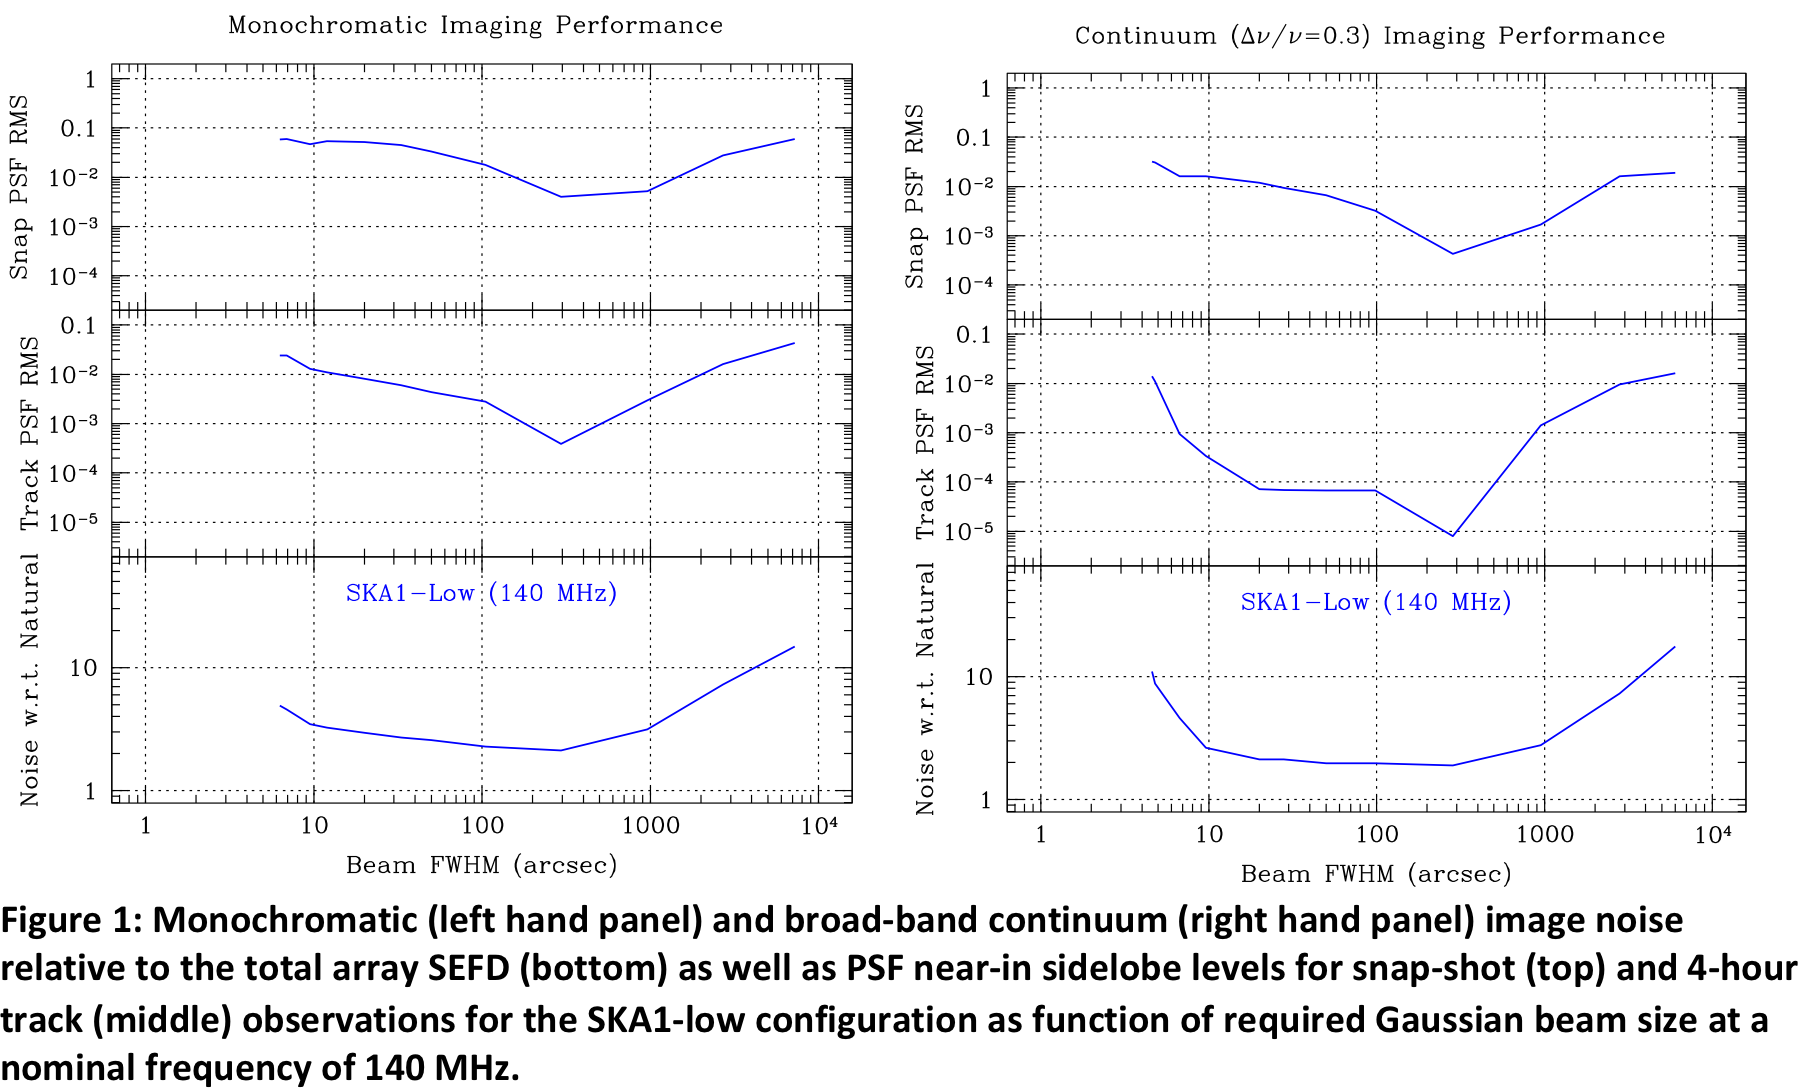 Monochromatic Imaging Performance
Snap PSF RMS
1
0.1
10⁻²
10⁻³
10⁻⁴
Track PSF RMS
0.1
10⁻²
10⁻³
10⁻⁴
10⁻⁵
Noise w.r.t. Natural
SKA1-Low (140 MHz)
10
1
1 10 100 1000 10⁴
Beam FWHM (arcsec)
Continuum (Δν/ν=0.3) Imaging Performance
Snap PSF RMS
1
0.1
10⁻²
10⁻³
10⁻⁴
Track PSF RMS
0.1
10⁻²
10⁻³
10⁻⁴
10⁻⁵
Noise w.r.t. Natural
SKA1-Low (140 MHz)
10
1
1 10 100 1000 10⁴
Beam FWHM (arcsec)
Figure 1: Monochromatic (left hand panel) and broad-band continuum (right hand panel) image noise
relative to the total array SEFD (bottom) as well as PSF near-in sidelobe levels for snap-shot (top) and 4-hour
track (middle) observations for the SKA1-low configuration as function of required Gaussian beam size at a
nominal frequency of 140 MHz.